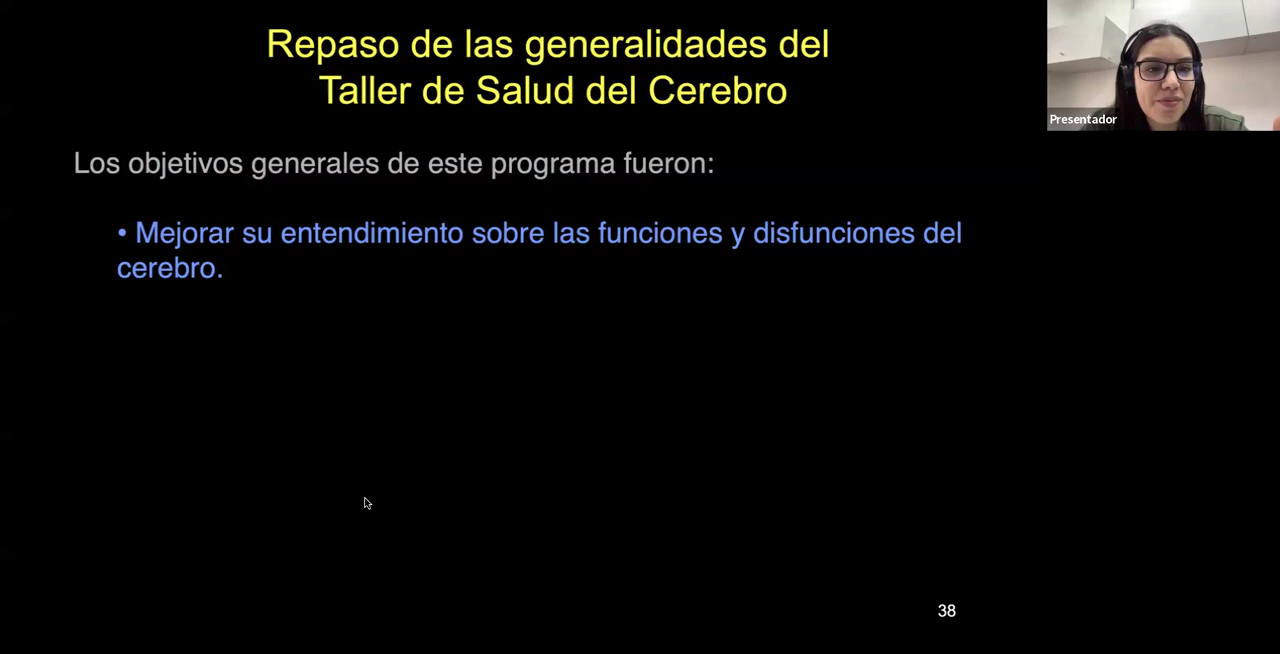 Repaso de las generalidades del
Taller de Salud del Cerebro
Presentador
Los objetivos generales de este programa fueron:
• Mejorar su entendimiento sobre las funciones y disfunciones del
cerebro.
38